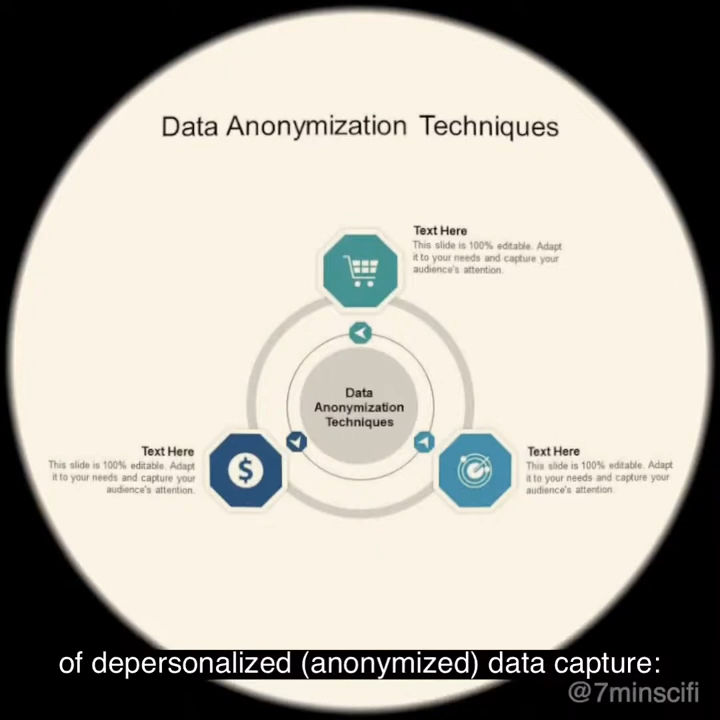 Data Anonymization Techniques
Text Here
This slide is 100% editable. Adapt
it to your needs and capture your
audience's attention.
Data
Anonymization
Techniques
Text Here
This slide is 100% editable. Adapt
it to your needs and capture your
audience's attention.
$
Text Here
This slide is 100% editable. Adapt
it to your needs and capture your
audience's attention.
of depersonalized (anonymized) data capture:
@7minscifi